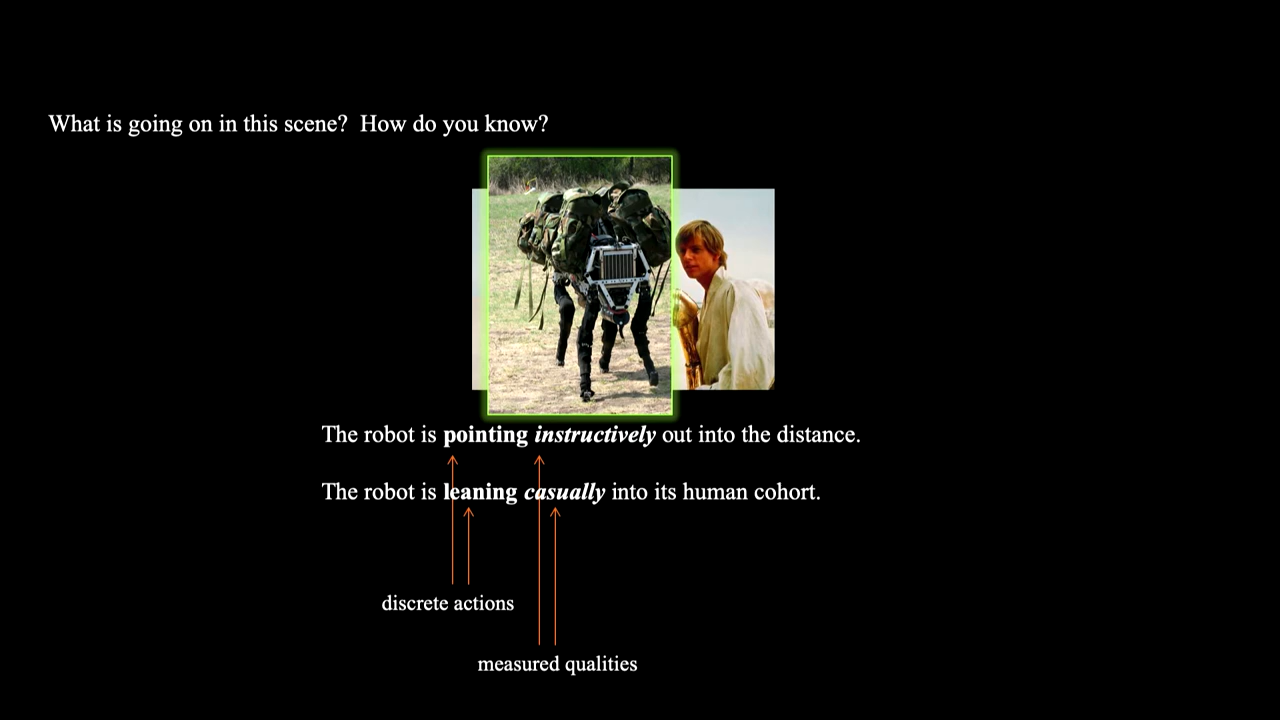 What is going on in this scene?  How do you know?
The robot is pointing instructively out into the distance.
The robot is leaning casually into its human cohort.
discrete actions
measured qualities